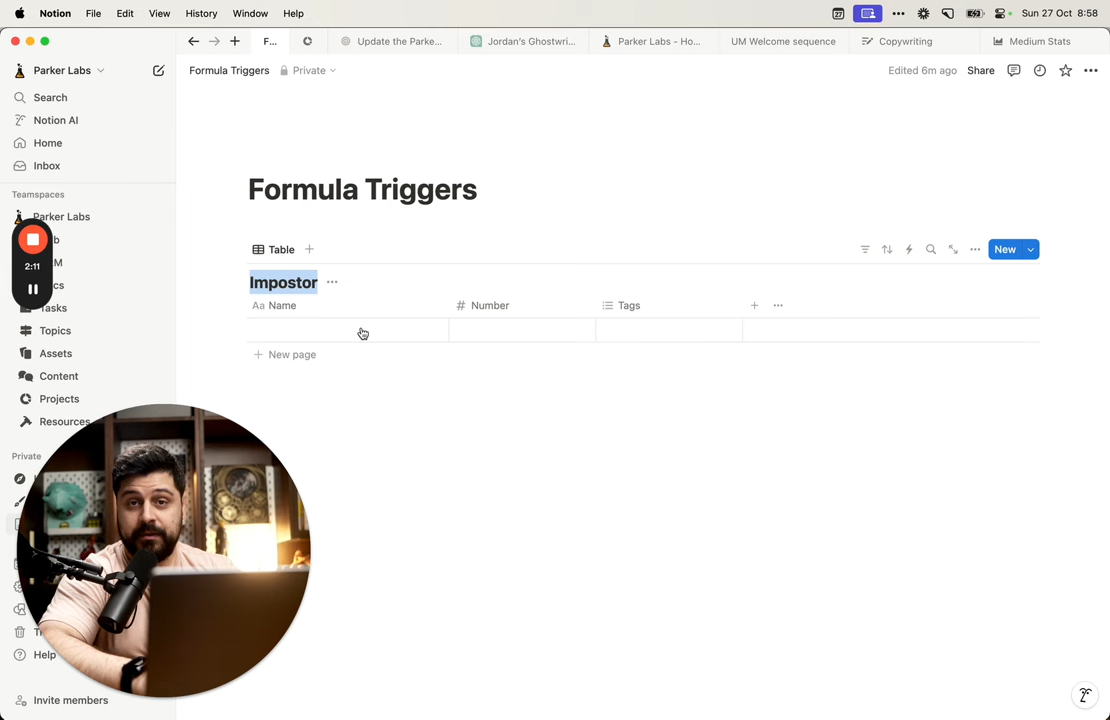 Notion File Edit View History Window Help 27 Sun 27 Oct 8:58
F... Update the Parke... Jordan's Ghostwri... Parker Labs - Ho... UM Welcome sequence Copywriting Medium Stats
Parker Labs
Formula Triggers Private Edited 6m ago Share
Search
Notion AI
Home
Inbox
Teamspaces
Parker Labs
Formula Triggers
Table New
2:11
Impostor
Aa Name # Number Tags
Tasks
New page
Topics
Assets
Content
Projects
Resources
Private
Help
Invite members